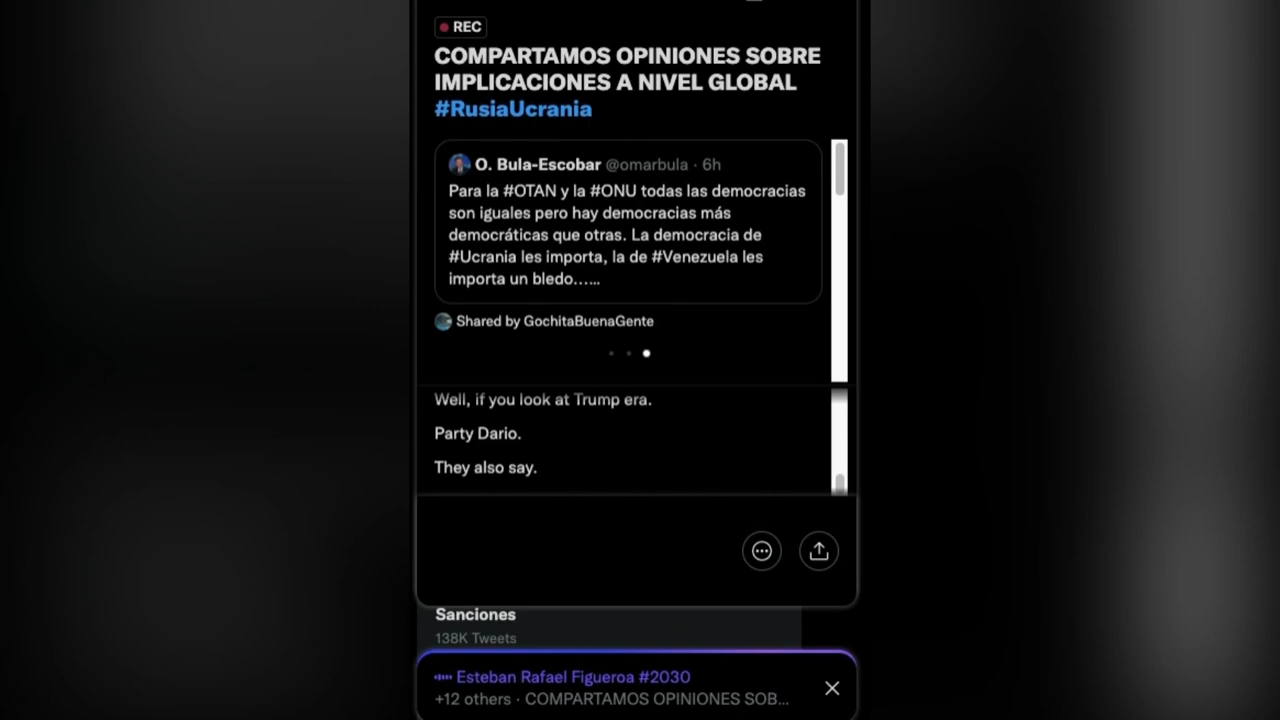 REC
COMPARTAMOS OPINIONES SOBRE
IMPLICACIONES A NIVEL GLOBAL
#RusiaUcrania
O. Bula-Escobar @omarbula · 6h
Para la #OTAN y la #ONU todas las democracias
son iguales pero hay democracias más
democráticas que otras. La democracia de
#Ucrania les importa, la de #Venezuela les
importa un bledo…...
Shared by GochitaBuenaGente
Well, if you look at Trump era.
Party Dario.
They also say.
Sanciones
138K Tweets
Esteban Rafael Figueroa #2030
+12 others · COMPARTAMOS OPINIONES SOB...